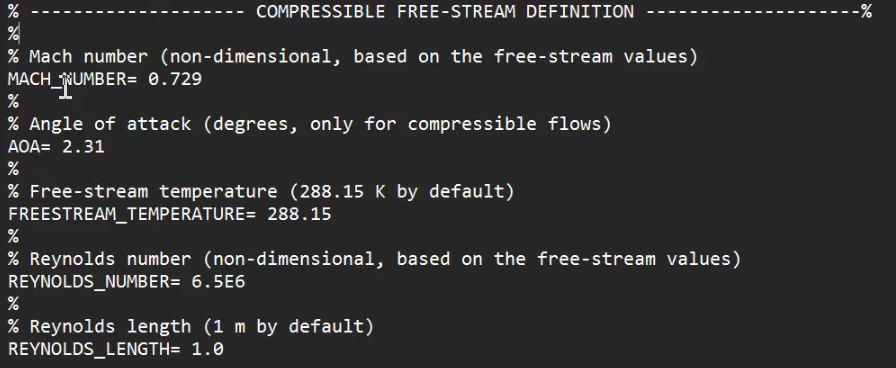 % -------------------- COMPRESSIBLE FREE-STREAM DEFINITION --------------------%
%
% Mach number (non-dimensional, based on the free-stream values)
MACH_NUMBER= 0.729
%
% Angle of attack (degrees, only for compressible flows)
AOA= 2.31
%
% Free-stream temperature (288.15 K by default)
FREESTREAM_TEMPERATURE= 288.15
%
% Reynolds number (non-dimensional, based on the free-stream values)
REYNOLDS_NUMBER= 6.5E6
%
% Reynolds length (1 m by default)
REYNOLDS_LENGTH= 1.0